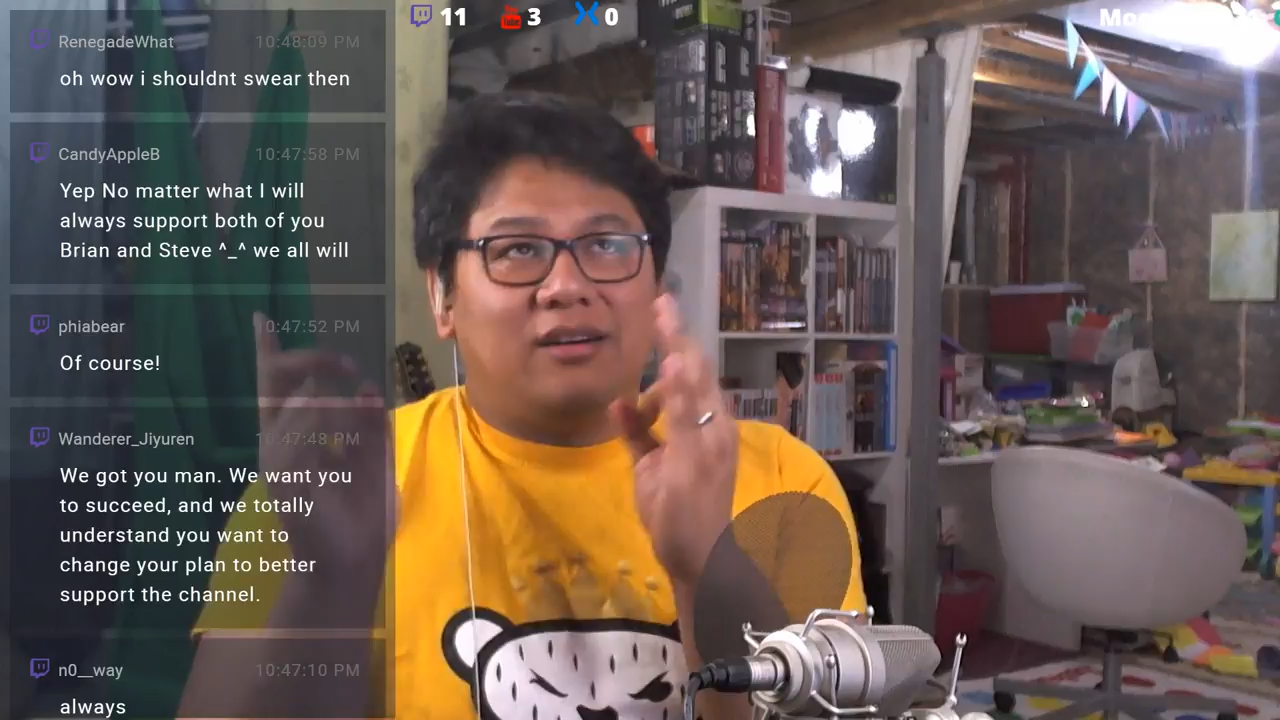 11 3 0
RenegadeWhat 10:48:09 PM
oh wow i shouldnt swear then
CandyAppleB 10:47:58 PM
Yep No matter what I will
always support both of you
Brian and Steve ^_^ we all will
phiabear 10:47:52 PM
Of course!
Wanderer_Jiyuren 10:47:48 PM
We got you man. We want you
to succeed, and we totally
understand you want to
change your plan to better
support the channel.
n0__way 10:47:10 PM
always